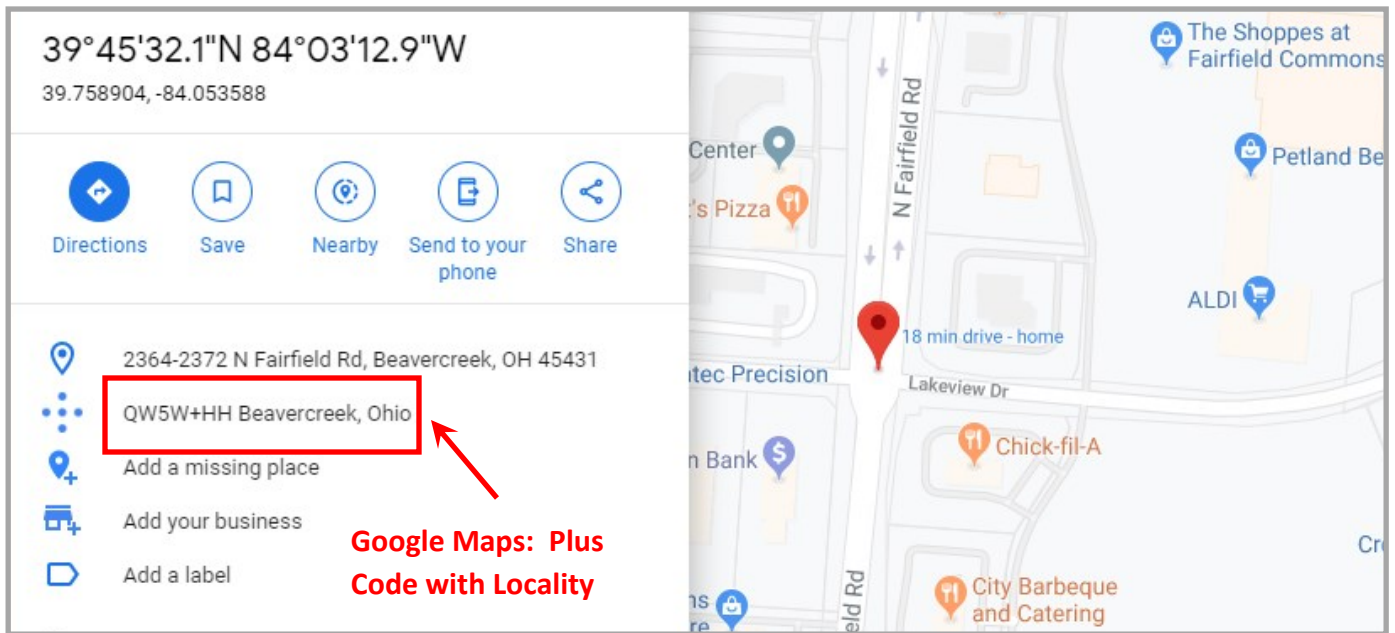 39°45'32.1"N 84°03'12.9"W
39.758904, -84.053588
Directions
Save
Nearby
Send to your
phone
Share
2364-2372 N Fairfield Rd, Beavercreek, OH 45431
QW5W+HH Beavercreek, Ohio
Add a missing place
Add your business
Add a label
Google Maps: Plus
Code with Locality
The Shoppes at
Fairfield Commons
N Fairfield Rd
Center
's Pizza
Petland Be
ALDI
18 min drive - home
itec Precision
Lakeview Dr
Chick-fil-A
n Bank
City Barbeque
and Catering
eld Rd